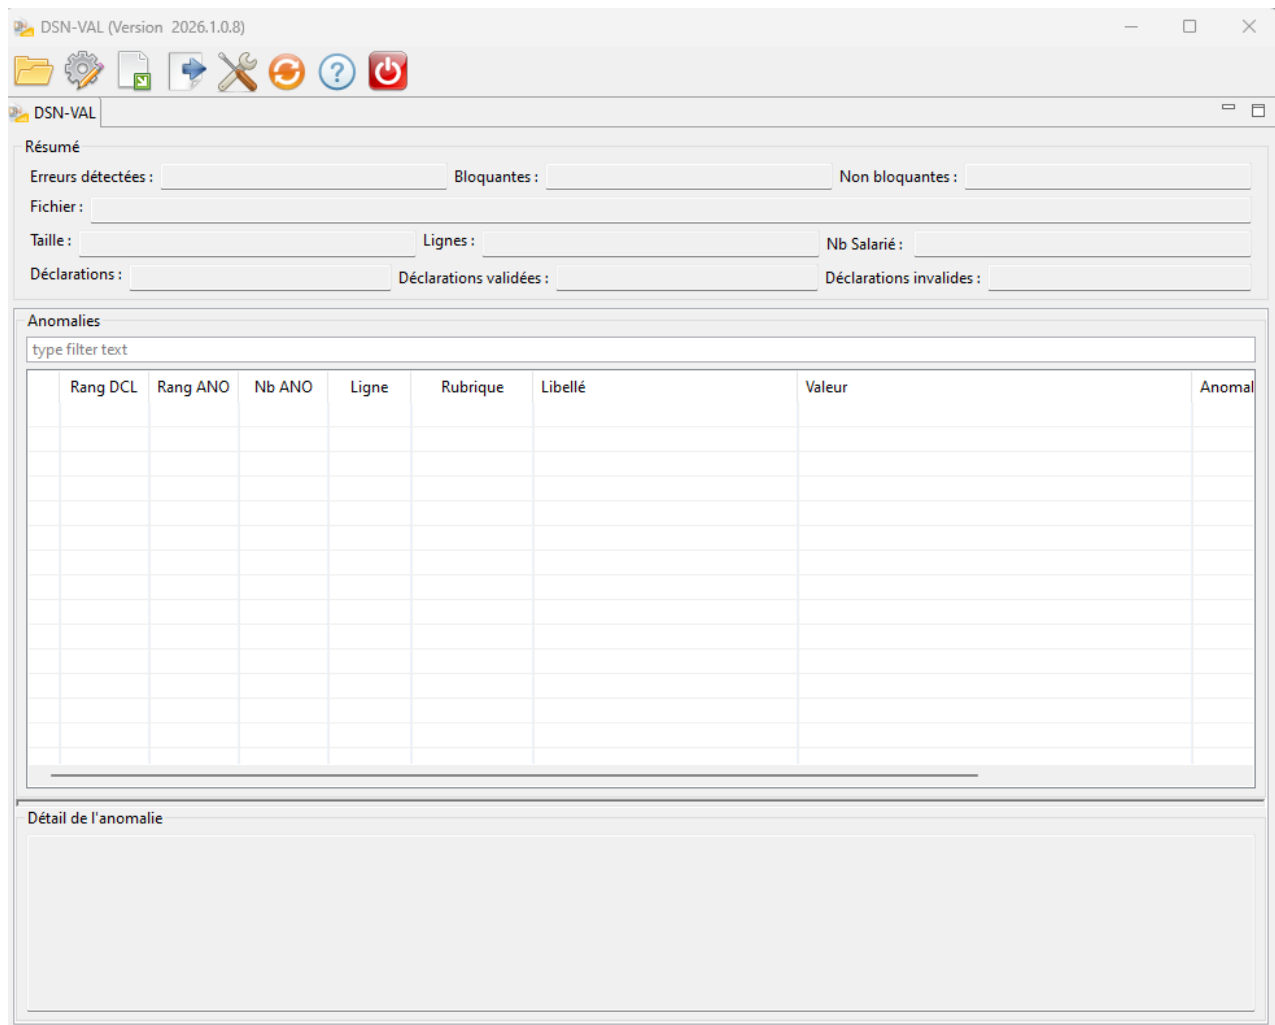 DSN-VAL (Version 2026.1.0.8)
DSN-VAL
Résumé
Erreurs détectées : Bloquantes : Non bloquantes :
Fichier :
Taille : Lignes : Nb Salarié :
Déclarations : Déclarations validées : Déclarations invalides :
Anomalies
type filter text
Rang DCL Rang ANO Nb ANO Ligne Rubrique Libellé Valeur Anomal
Détail de l'anomalie